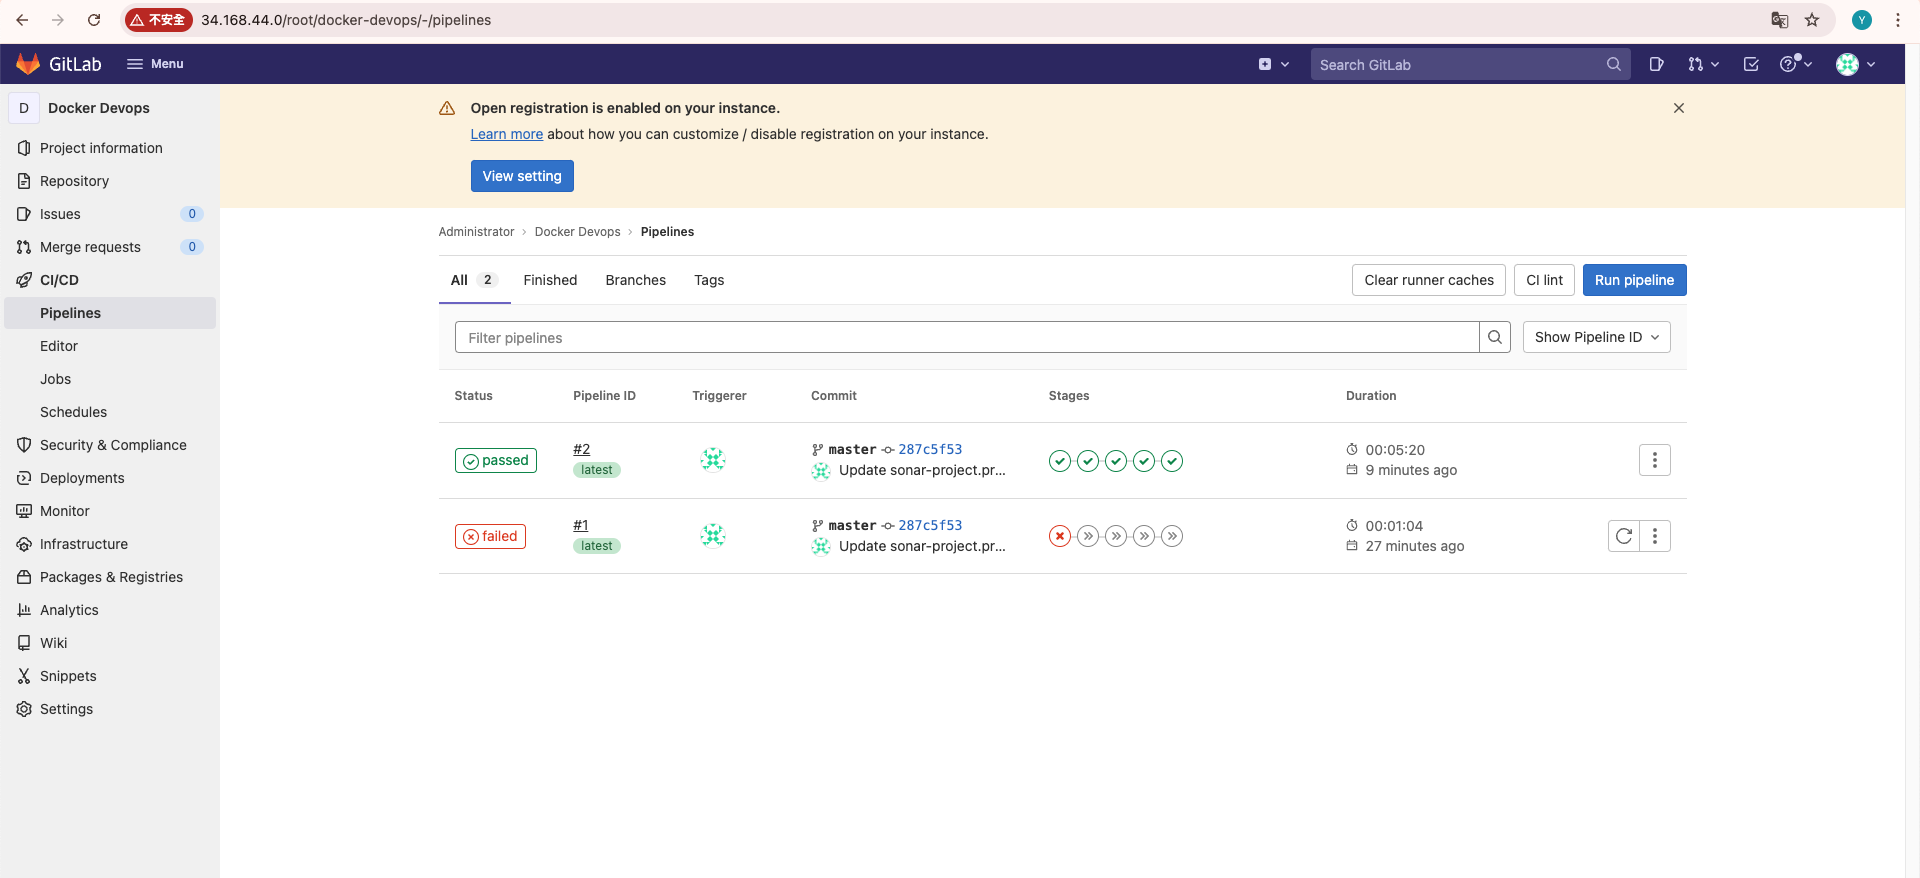 不安全 34.168.44.0/root/docker-devops/-/pipelines Y
GitLab Menu Search GitLab
D Docker Devops
Project information
Repository
Issues 0
Merge requests 0
CI/CD
Pipelines
Editor
Jobs
Schedules
Security & Compliance
Deployments
Monitor
Infrastructure
Packages & Registries
Analytics
Wiki
Snippets
Settings
Open registration is enabled on your instance.
Learn more about how you can customize / disable registration on your instance.
View setting
Administrator › Docker Devops › Pipelines
All 2 Finished Branches Tags Clear runner caches CI lint Run pipeline
Filter pipelines Show Pipeline ID
Status Pipeline ID Triggerer Commit Stages Duration
passed #2 master 287c5f53 00:05:20
latest Update sonar-project.pr... 9 minutes ago
failed #1 master 287c5f53 00:01:04
latest Update sonar-project.pr... 27 minutes ago